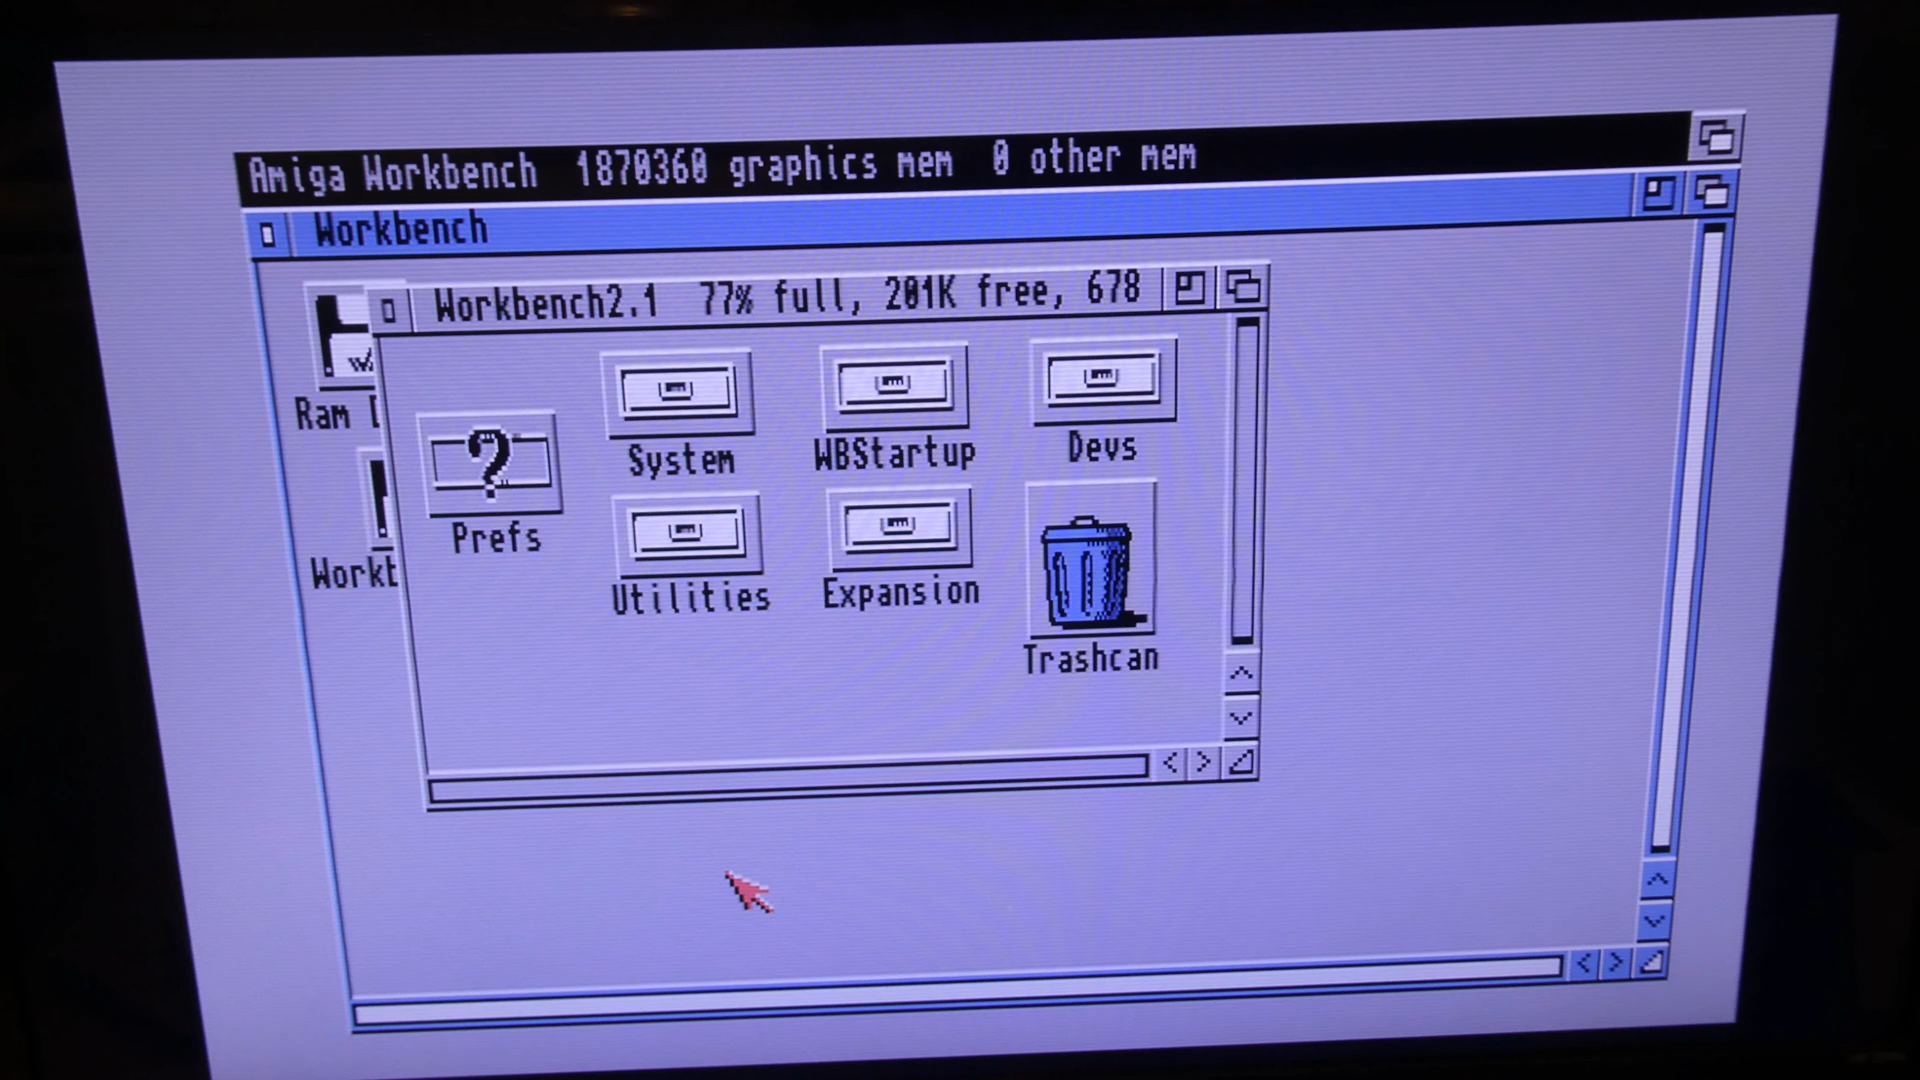 Amiga Workbench 1870360 graphics mem 0 other mem
Workbench
Workbench2.1 77% full, 201K free, 678
Ram
System
WBStartup
Devs
Prefs
Workb
Utilities
Expansion
Trashcan